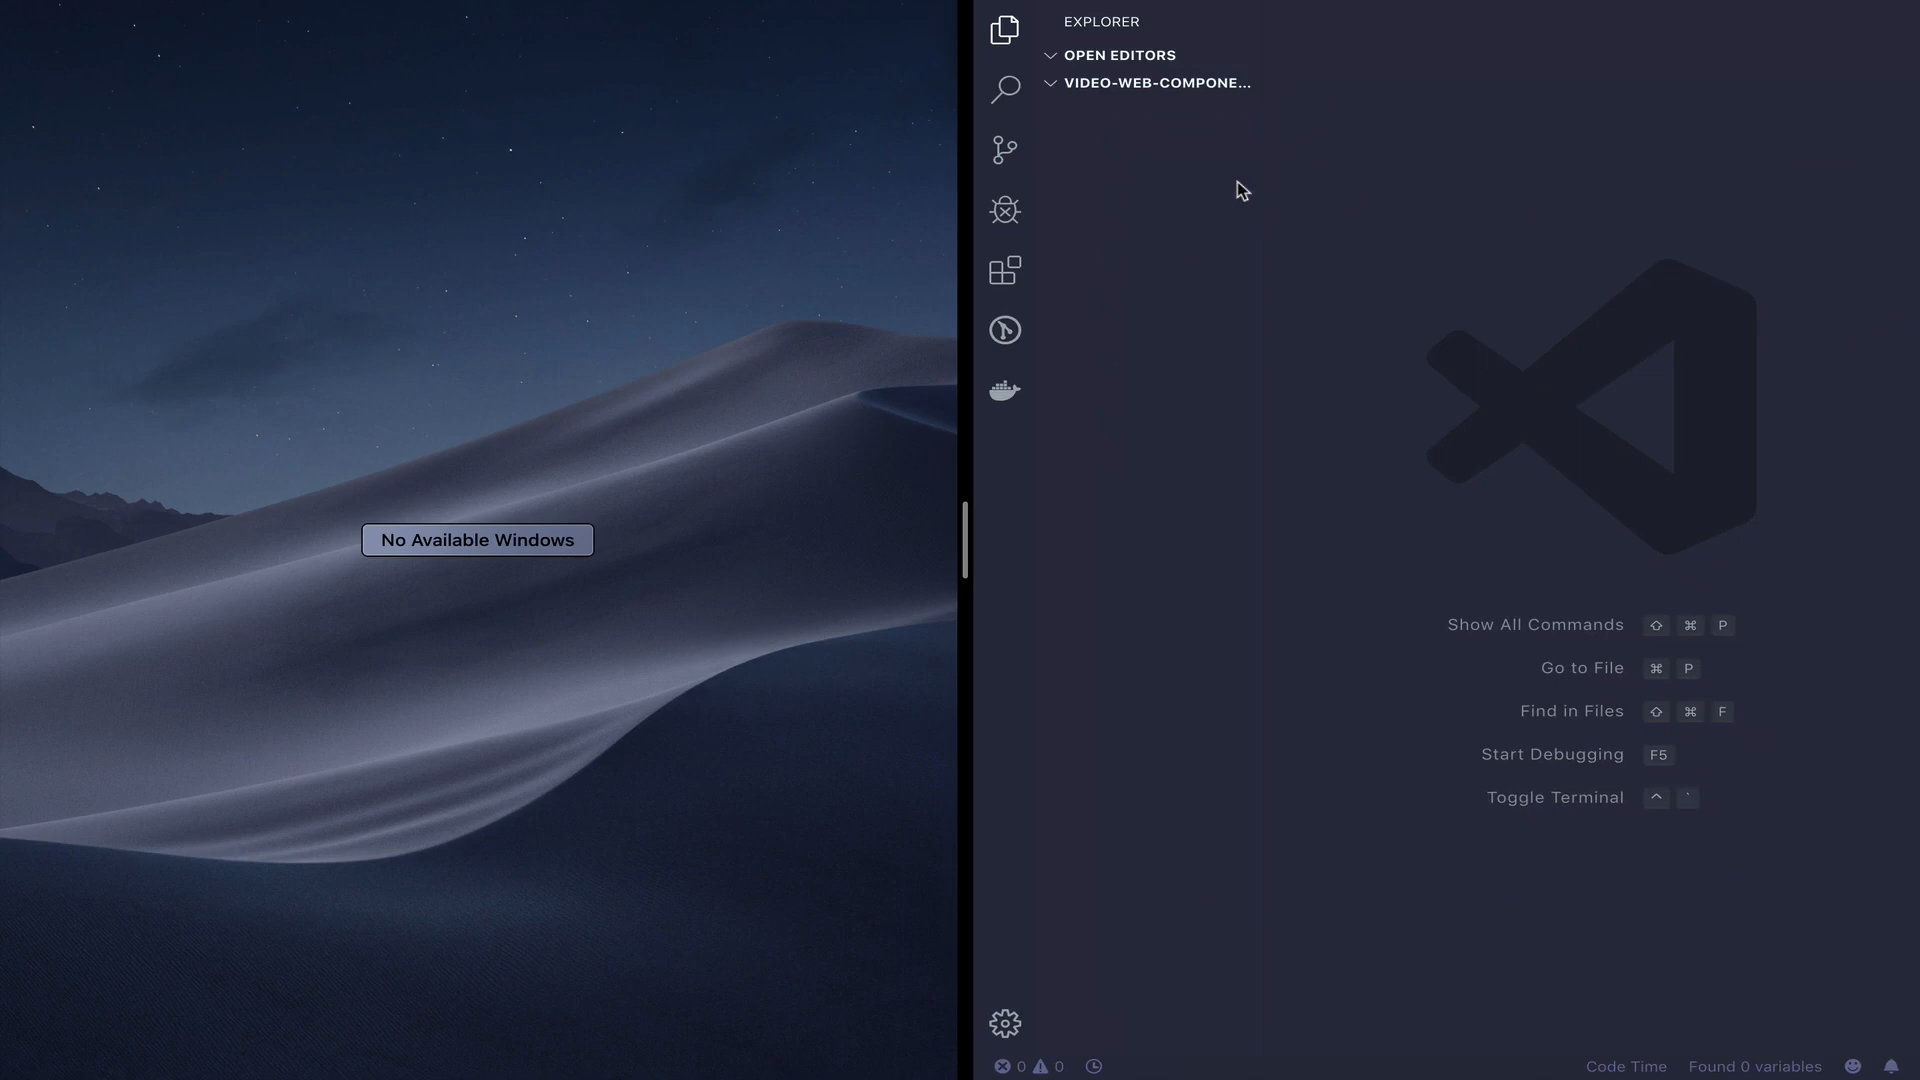 No Available Windows
EXPLORER
OPEN EDITORS
VIDEO-WEB-COMPONE...
Show All Commands ⇧ ⌘ P
Go to File ⌘ P
Find in Files ⇧ ⌘ F
Start Debugging F5
Toggle Terminal ^ `
0 0 Code Time Found 0 variables